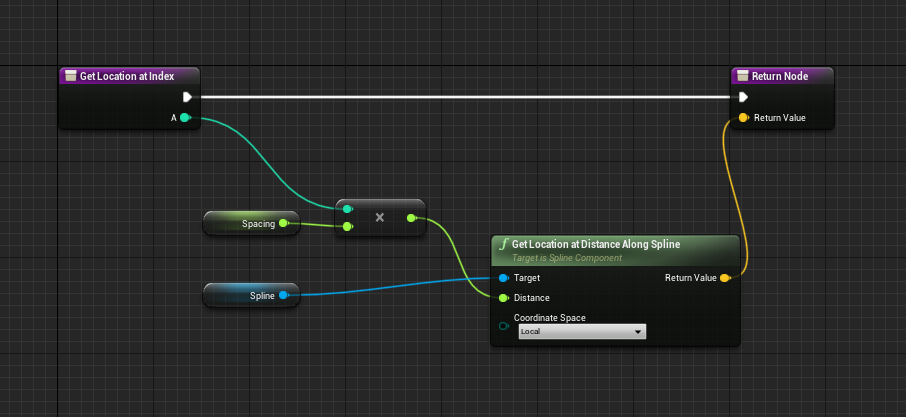 Get Location at Index
Return Node
A
Return Value
Spacing
×
Get Location at Distance Along Spline
Target is Spline Component
Spline
Target
Return Value
Distance
Coordinate Space
Local